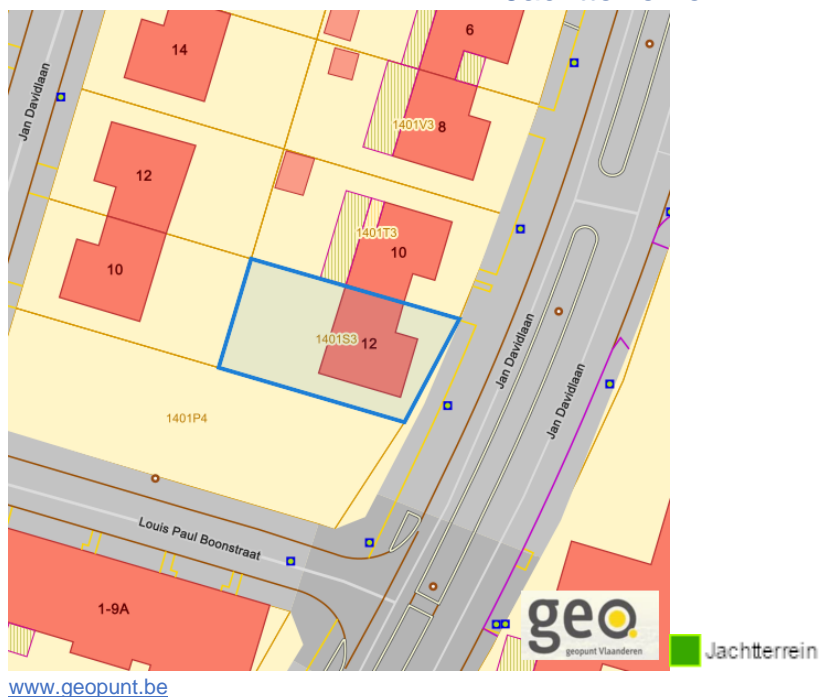 14
6
Jan Davidlaan
1401V3
8
12
1401T3
10
10
1401S3
12
Jan Davidlaan
Jan Davidlaan
1401P4
Louis Paul Boonstraat
1-9A
geo
geopunt Vlaanderen
Jachtterrein
www.geopunt.be